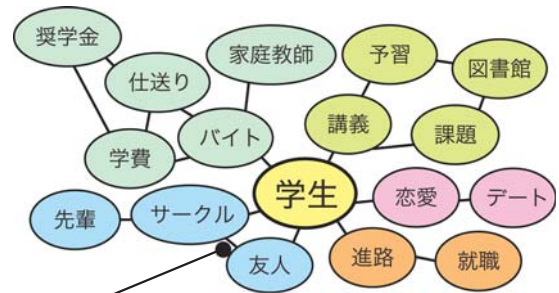 奨学金
仕送り
家庭教師
予習
図書館
学費
バイト
講義
課題
学生
恋愛
デート
先輩
サークル
友人
進路
就職